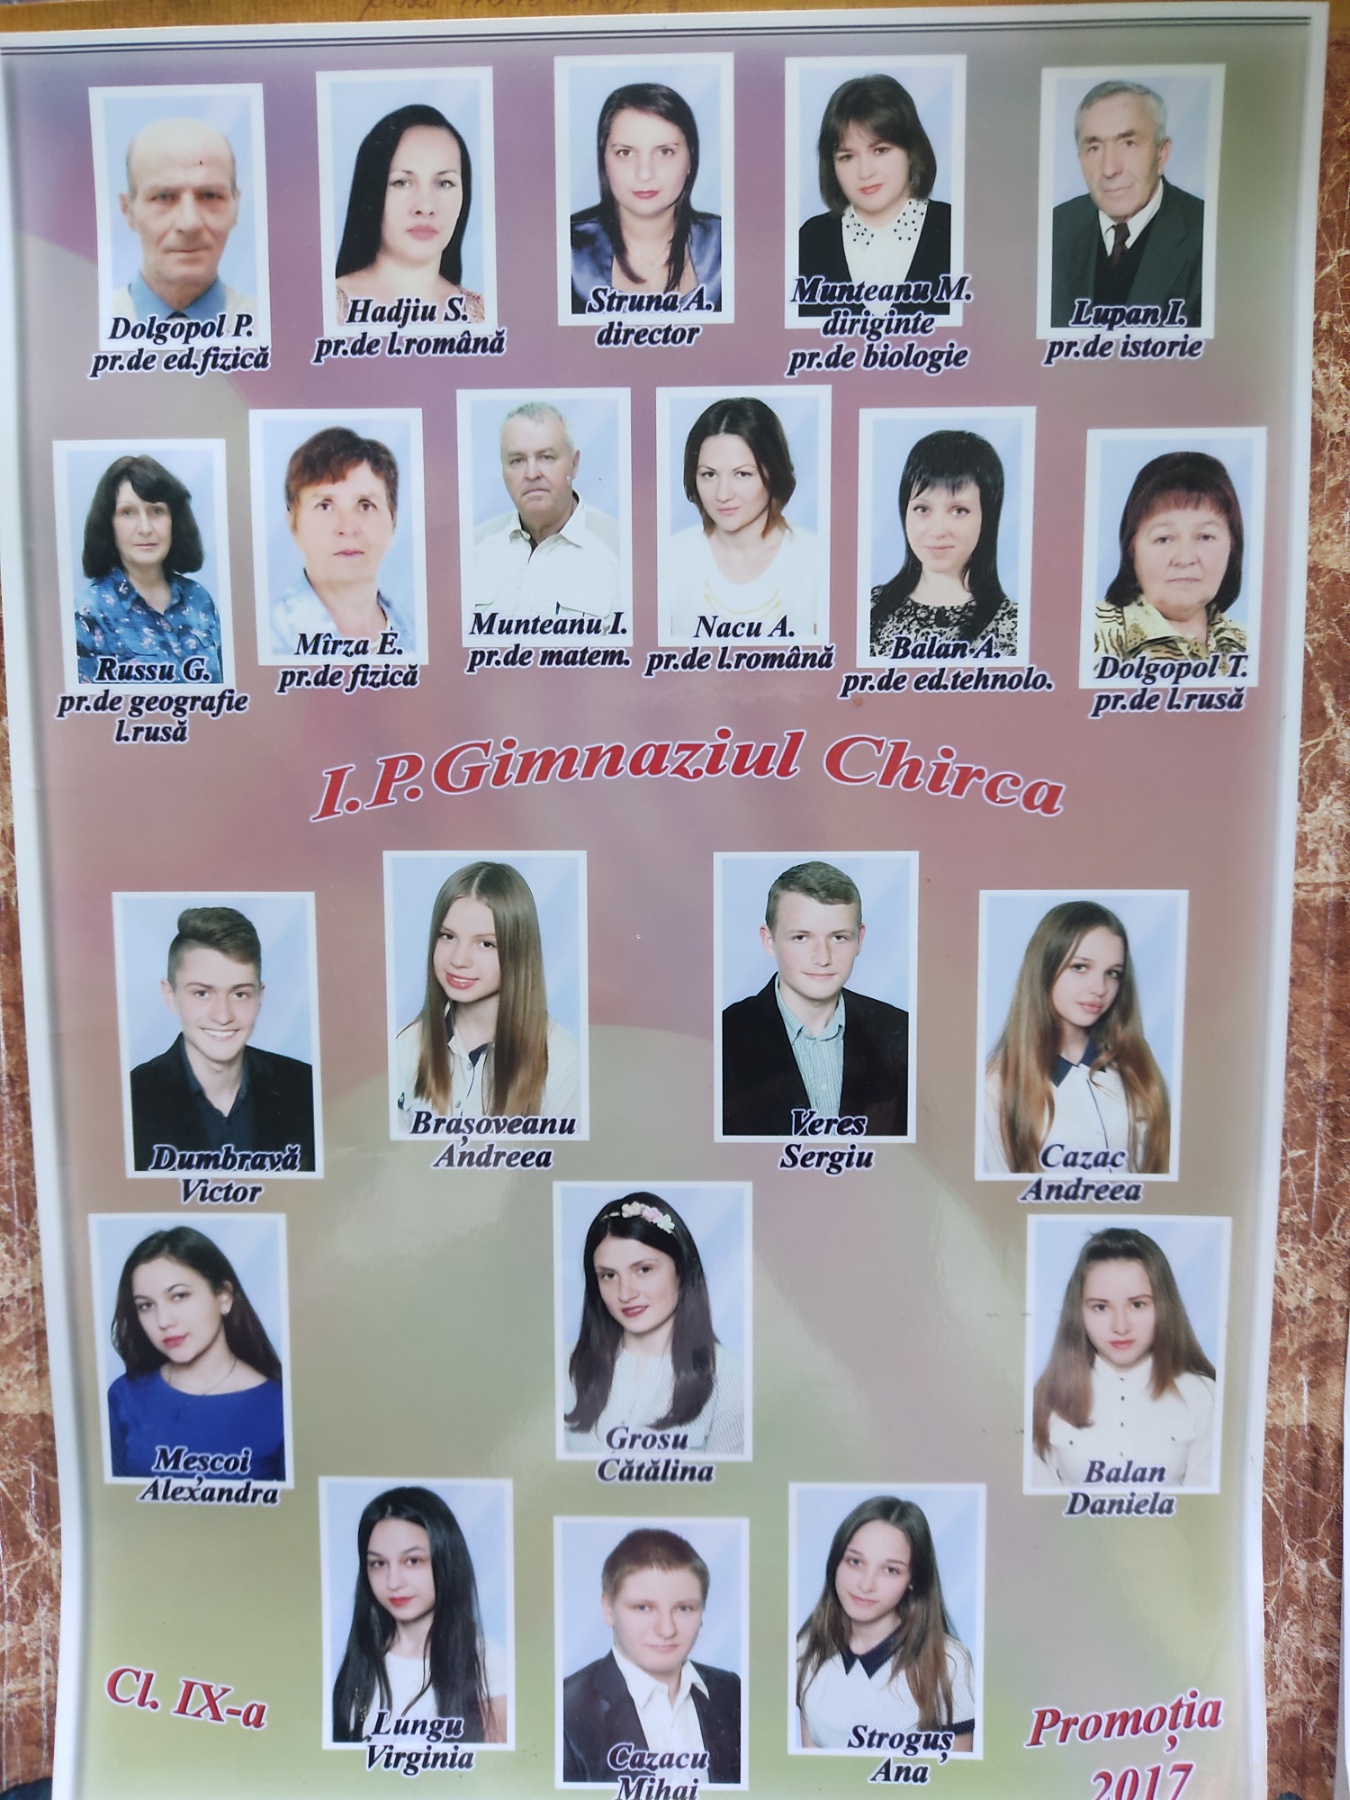 Dolgopol P.
pr.de ed.fizică
Hadjiu S.
pr.de l.română
Struna A.
director
Munteanu M.
diriginte
pr.de biologie
Lupan I.
pr.de istorie
Russu G.
pr.de geografie
l.rusă
Mîrza E.
pr.de fizică
Munteanu I.
pr.de matem.
Nacu A.
pr.de l.română
Balan A.
pr.de ed.tehnolo.
Dolgopol T.
pr.de l.rusă
I.P.Gimnaziul Chirca
Dumbravă
Victor
Brașoveanu
Andreea
Veres
Sergiu
Cazac
Andreea
Mescoi
Alexandra
Grosu
Cătălina
Balan
Daniela
Lungu
Virginia
Cazacu
Mihai
Stroguș
Ana
Cl. IX-a
Promoția
2017